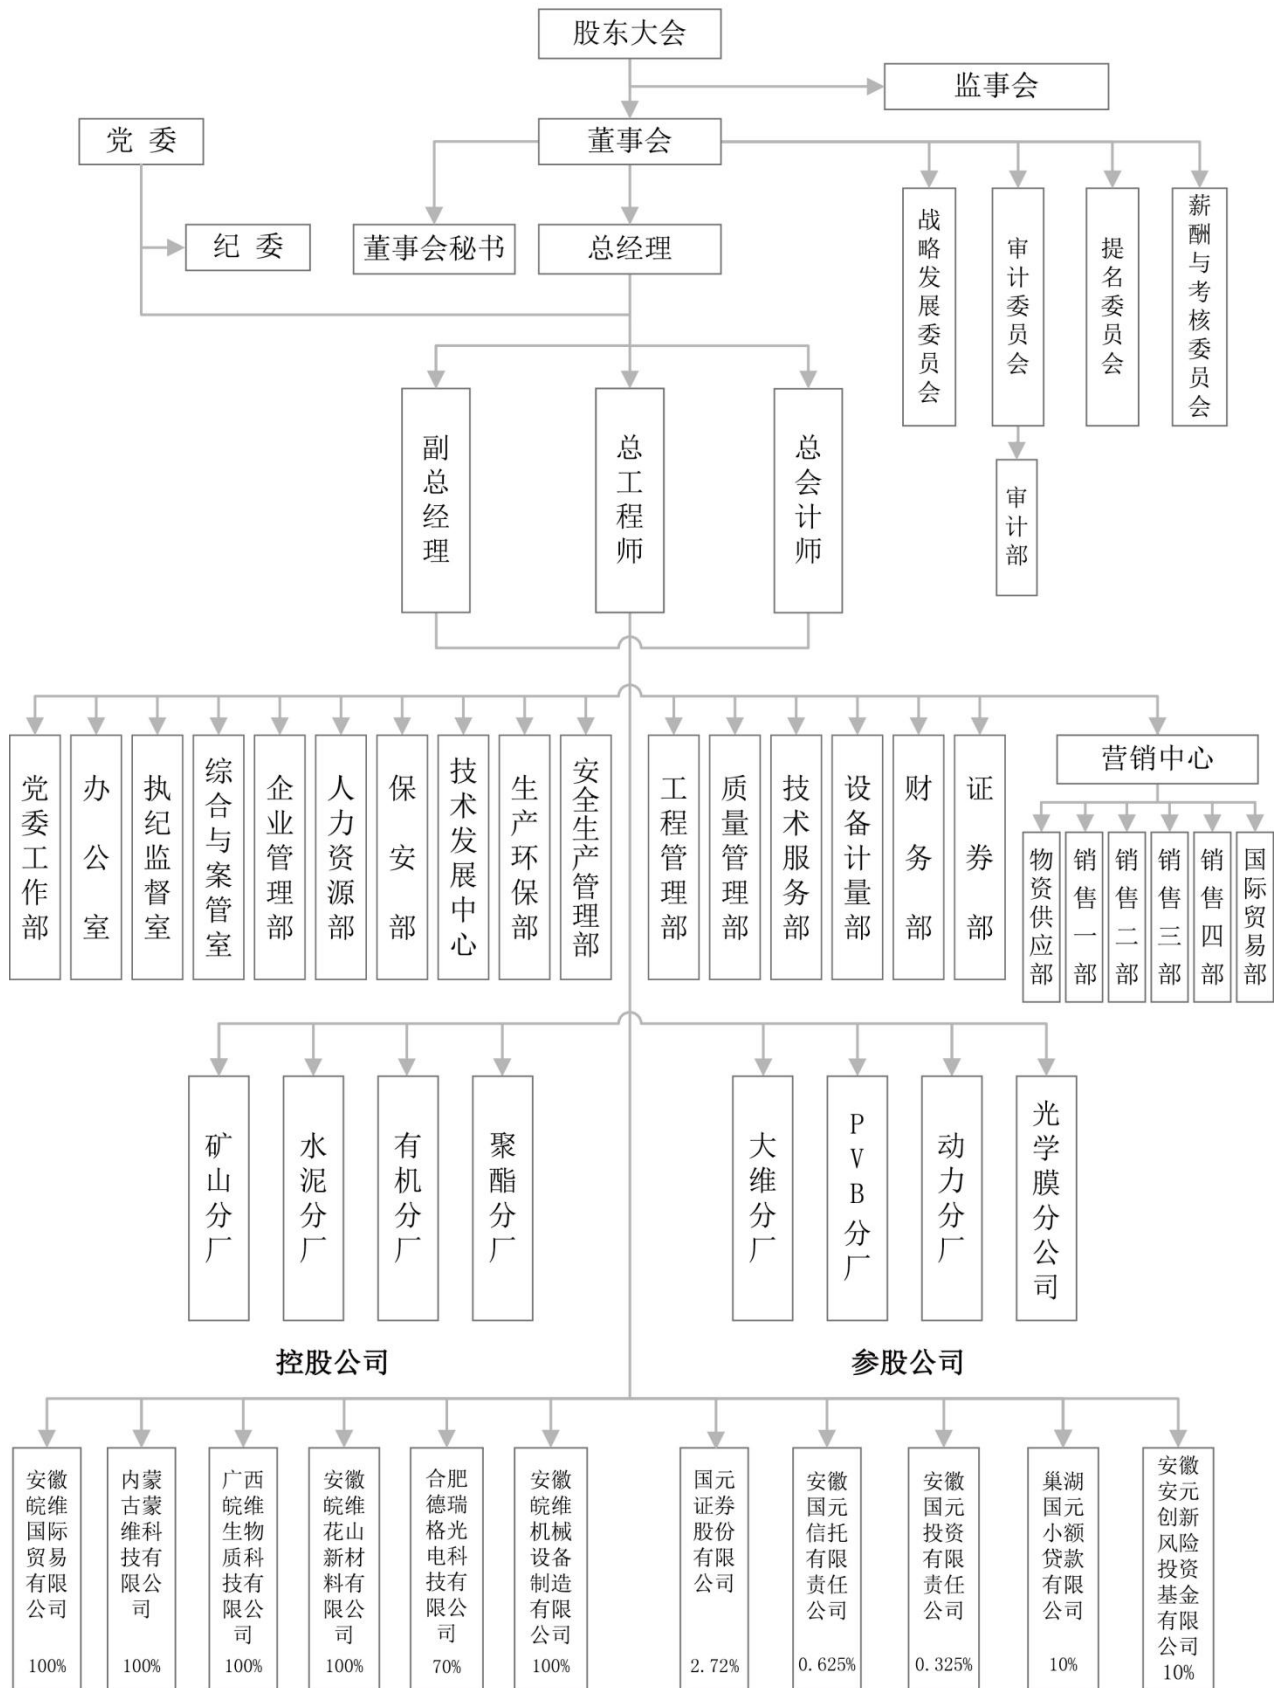 股东大会
监事会
党委
董事会
纪委
董事会秘书
总经理
战略发展委员会
审计委员会
提名委员会
薪酬与考核委员会
副总经理
总工程师
总会计师
审计部
党委工作部
办公室
执纪监督室
综合与案管室
企业管理部
人力资源部
保安部
技术发展中心
生产环保部
安全生产管理部
工程管理部
质量管理部
技术服务部
设备计量部
财务部
证券部
营销中心
物资供应部
销售一部
销售二部
销售三部
销售四部
国际贸易部
矿山分厂
水泥分厂
有机分厂
聚酯分厂
大维分厂
PVB分厂
动力分厂
光学膜分公司
控股公司
参股公司
安徽皖维国际贸易有限公司
100%
内蒙古蒙维科技有限公司
100%
广西皖维生物质科技有限公司
100%
安徽皖维花山新材料有限公司
100%
合肥德瑞格光电科技有限公司
70%
安徽皖维机械设备制造有限公司
100%
国元证券股份有限公司
2.72%
安徽国元信托有限责任公司
0.625%
安徽国元投资有限责任公司
0.325%
巢湖国元小额贷款有限公司
10%
安徽安元创新风险投资基金有限公司
10%